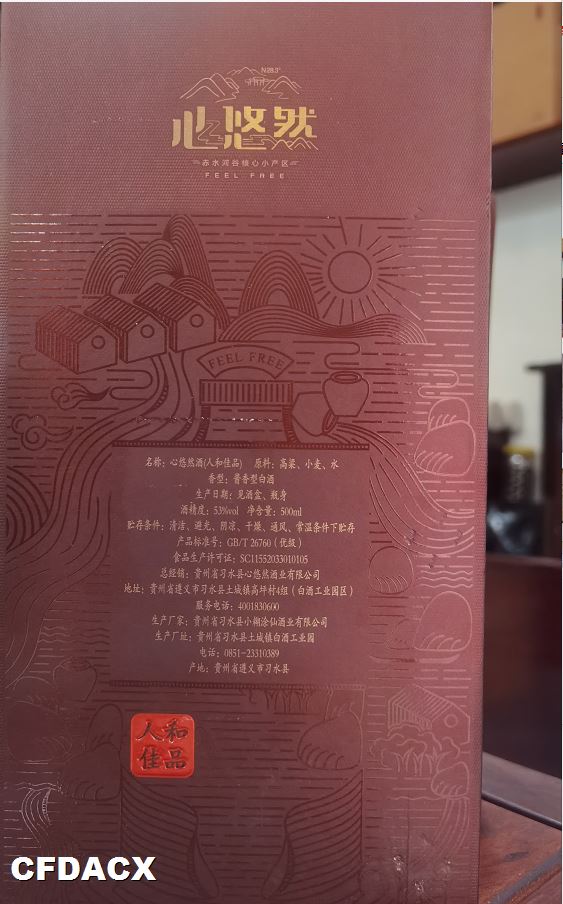 N28.3°
心悠然
赤水河谷核心小产区
FEEL FREE
FEEL FREE
名称：心悠然酒(人和佳品)　原料：高粱、小麦、水
香型：酱香型白酒
生产日期：见酒盒、瓶身
酒精度：53%vol　净含量：500ml
贮存条件：清洁、避光、阴凉、干燥、通风、常温条件下贮存
产品标准号：GB/T 26760（优级）
食品生产许可证：SC11552033010105
总经销：贵州省习水县心悠然酒业有限公司
地址：贵州省遵义市习水县土城镇高坪村4组（白酒工业园区）
服务电话：4001830600
生产厂家：贵州省习水县小糊涂仙酒业有限公司
生产厂址：贵州省习水县土城镇白酒工业园
电话：0851-23310389
产地：贵州省遵义市习水县
人和
佳品
CFDACX